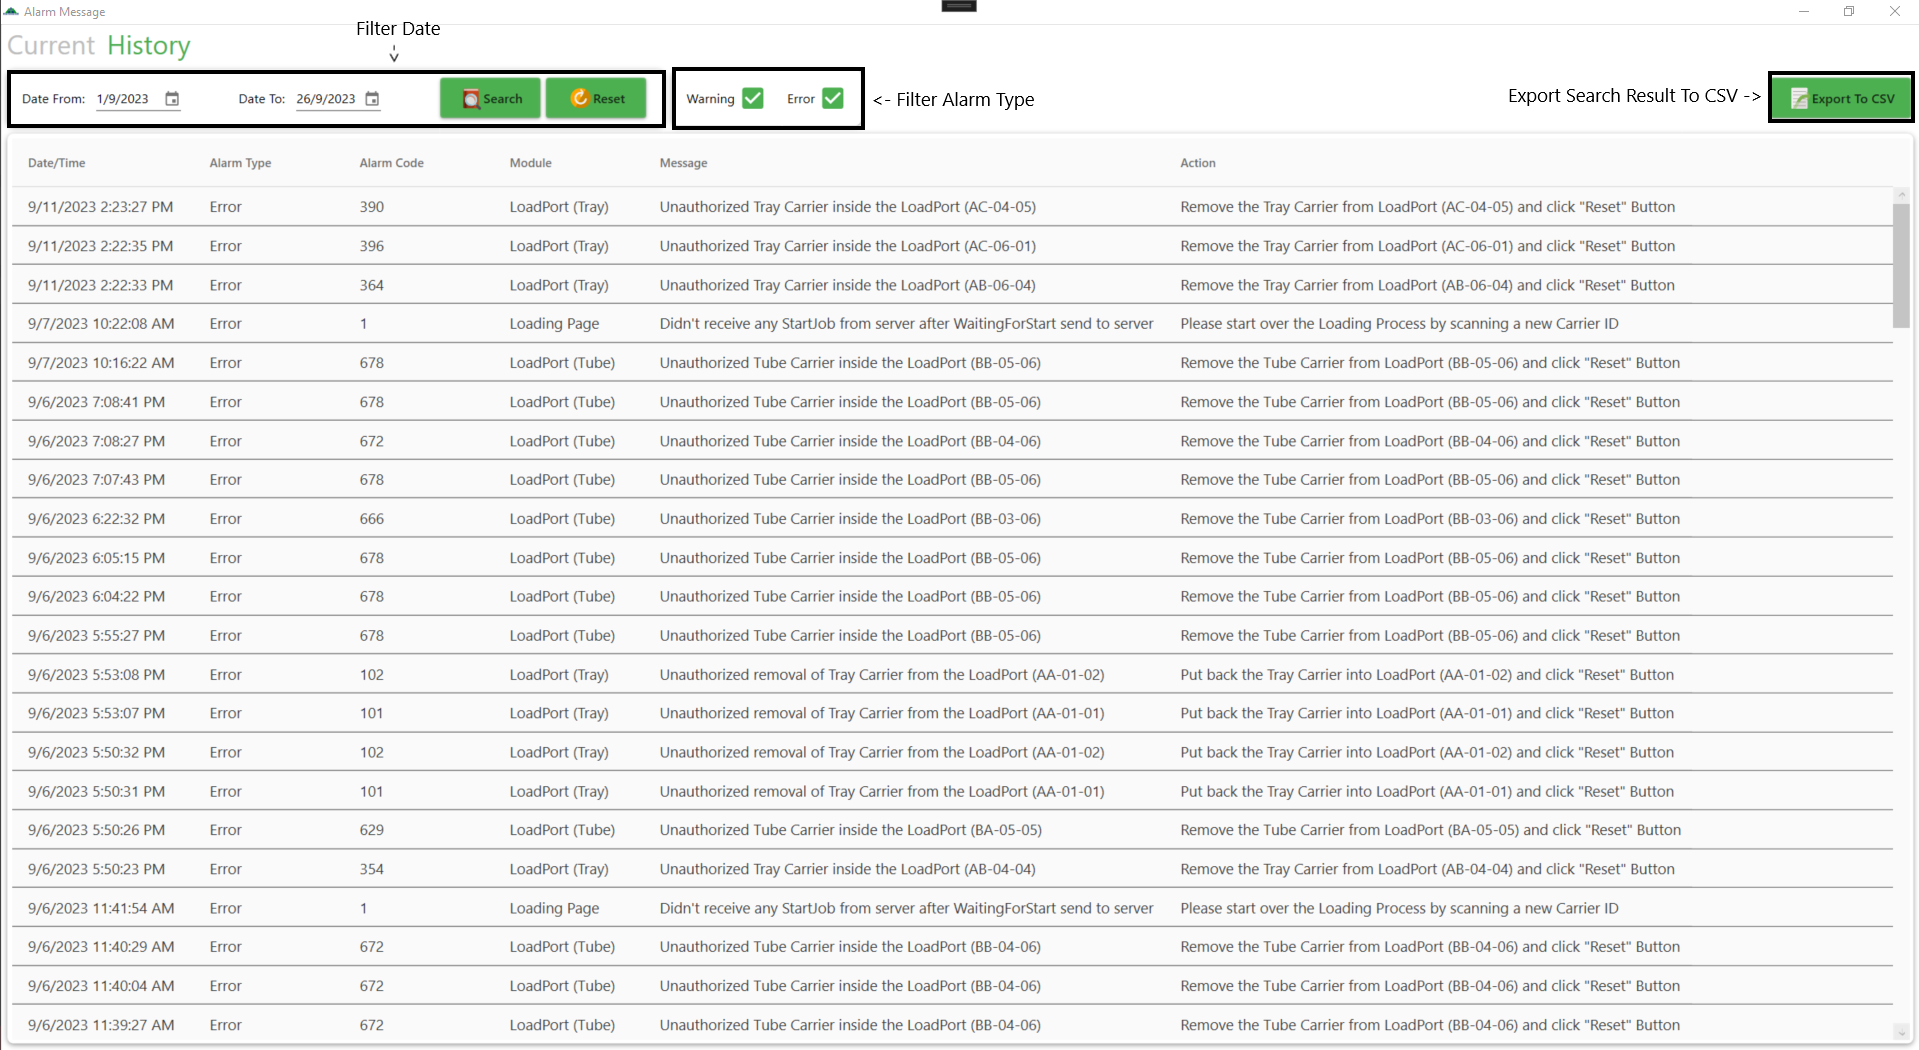 Alarm Message
Filter Date
Current History
Date From: 1/9/2023 Date To: 26/9/2023 Search Reset Warning Error <- Filter Alarm Type Export Search Result To CSV -> Export To CSV
Date/Time Alarm Type Alarm Code Module Message Action
9/11/2023 2:23:27 PM Error 390 LoadPort (Tray) Unauthorized Tray Carrier inside the LoadPort (AC-04-05) Remove the Tray Carrier from LoadPort (AC-04-05) and click "Reset" Button
9/11/2023 2:22:35 PM Error 396 LoadPort (Tray) Unauthorized Tray Carrier inside the LoadPort (AC-06-01) Remove the Tray Carrier from LoadPort (AC-06-01) and click "Reset" Button
9/11/2023 2:22:33 PM Error 364 LoadPort (Tray) Unauthorized Tray Carrier inside the LoadPort (AB-06-04) Remove the Tray Carrier from LoadPort (AB-06-04) and click "Reset" Button
9/7/2023 10:22:08 AM Error 1 Loading Page Didn't receive any StartJob from server after WaitingForStart send to server Please start over the Loading Process by scanning a new Carrier ID
9/7/2023 10:16:22 AM Error 678 LoadPort (Tube) Unauthorized Tube Carrier inside the LoadPort (BB-05-06) Remove the Tube Carrier from LoadPort (BB-05-06) and click "Reset" Button
9/6/2023 7:08:41 PM Error 678 LoadPort (Tube) Unauthorized Tube Carrier inside the LoadPort (BB-05-06) Remove the Tube Carrier from LoadPort (BB-05-06) and click "Reset" Button
9/6/2023 7:08:27 PM Error 672 LoadPort (Tube) Unauthorized Tube Carrier inside the LoadPort (BB-04-06) Remove the Tube Carrier from LoadPort (BB-04-06) and click "Reset" Button
9/6/2023 7:07:43 PM Error 678 LoadPort (Tube) Unauthorized Tube Carrier inside the LoadPort (BB-05-06) Remove the Tube Carrier from LoadPort (BB-05-06) and click "Reset" Button
9/6/2023 6:22:32 PM Error 666 LoadPort (Tube) Unauthorized Tube Carrier inside the LoadPort (BB-03-06) Remove the Tube Carrier from LoadPort (BB-03-06) and click "Reset" Button
9/6/2023 6:05:15 PM Error 678 LoadPort (Tube) Unauthorized Tube Carrier inside the LoadPort (BB-05-06) Remove the Tube Carrier from LoadPort (BB-05-06) and click "Reset" Button
9/6/2023 6:04:22 PM Error 678 LoadPort (Tube) Unauthorized Tube Carrier inside the LoadPort (BB-05-06) Remove the Tube Carrier from LoadPort (BB-05-06) and click "Reset" Button
9/6/2023 5:55:27 PM Error 678 LoadPort (Tube) Unauthorized Tube Carrier inside the LoadPort (BB-05-06) Remove the Tube Carrier from LoadPort (BB-05-06) and click "Reset" Button
9/6/2023 5:53:08 PM Error 102 LoadPort (Tray) Unauthorized removal of Tray Carrier from the LoadPort (AA-01-02) Put back the Tray Carrier into LoadPort (AA-01-02) and click "Reset" Button
9/6/2023 5:53:07 PM Error 101 LoadPort (Tray) Unauthorized removal of Tray Carrier from the LoadPort (AA-01-01) Put back the Tray Carrier into LoadPort (AA-01-01) and click "Reset" Button
9/6/2023 5:50:32 PM Error 102 LoadPort (Tray) Unauthorized removal of Tray Carrier from the LoadPort (AA-01-02) Put back the Tray Carrier into LoadPort (AA-01-02) and click "Reset" Button
9/6/2023 5:50:31 PM Error 101 LoadPort (Tray) Unauthorized removal of Tray Carrier from the LoadPort (AA-01-01) Put back the Tray Carrier into LoadPort (AA-01-01) and click "Reset" Button
9/6/2023 5:50:26 PM Error 629 LoadPort (Tube) Unauthorized Tube Carrier inside the LoadPort (BA-05-05) Remove the Tube Carrier from LoadPort (BA-05-05) and click "Reset" Button
9/6/2023 5:50:23 PM Error 354 LoadPort (Tray) Unauthorized Tray Carrier inside the LoadPort (AB-04-04) Remove the Tray Carrier from LoadPort (AB-04-04) and click "Reset" Button
9/6/2023 11:41:54 AM Error 1 Loading Page Didn't receive any StartJob from server after WaitingForStart send to server Please start over the Loading Process by scanning a new Carrier ID
9/6/2023 11:40:29 AM Error 672 LoadPort (Tube) Unauthorized Tube Carrier inside the LoadPort (BB-04-06) Remove the Tube Carrier from LoadPort (BB-04-06) and click "Reset" Button
9/6/2023 11:40:04 AM Error 672 LoadPort (Tube) Unauthorized Tube Carrier inside the LoadPort (BB-04-06) Remove the Tube Carrier from LoadPort (BB-04-06) and click "Reset" Button
9/6/2023 11:39:27 AM Error 672 LoadPort (Tube) Unauthorized Tube Carrier inside the LoadPort (BB-04-06) Remove the Tube Carrier from LoadPort (BB-04-06) and click "Reset" Button